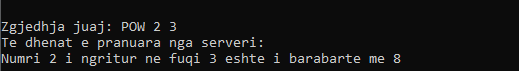 Zgjedhja juaj: POW 2 3
Te dhenat e pranuara nga serveri:
Numri 2 i ngritur ne fuqi 3 eshte i barabarte me 8